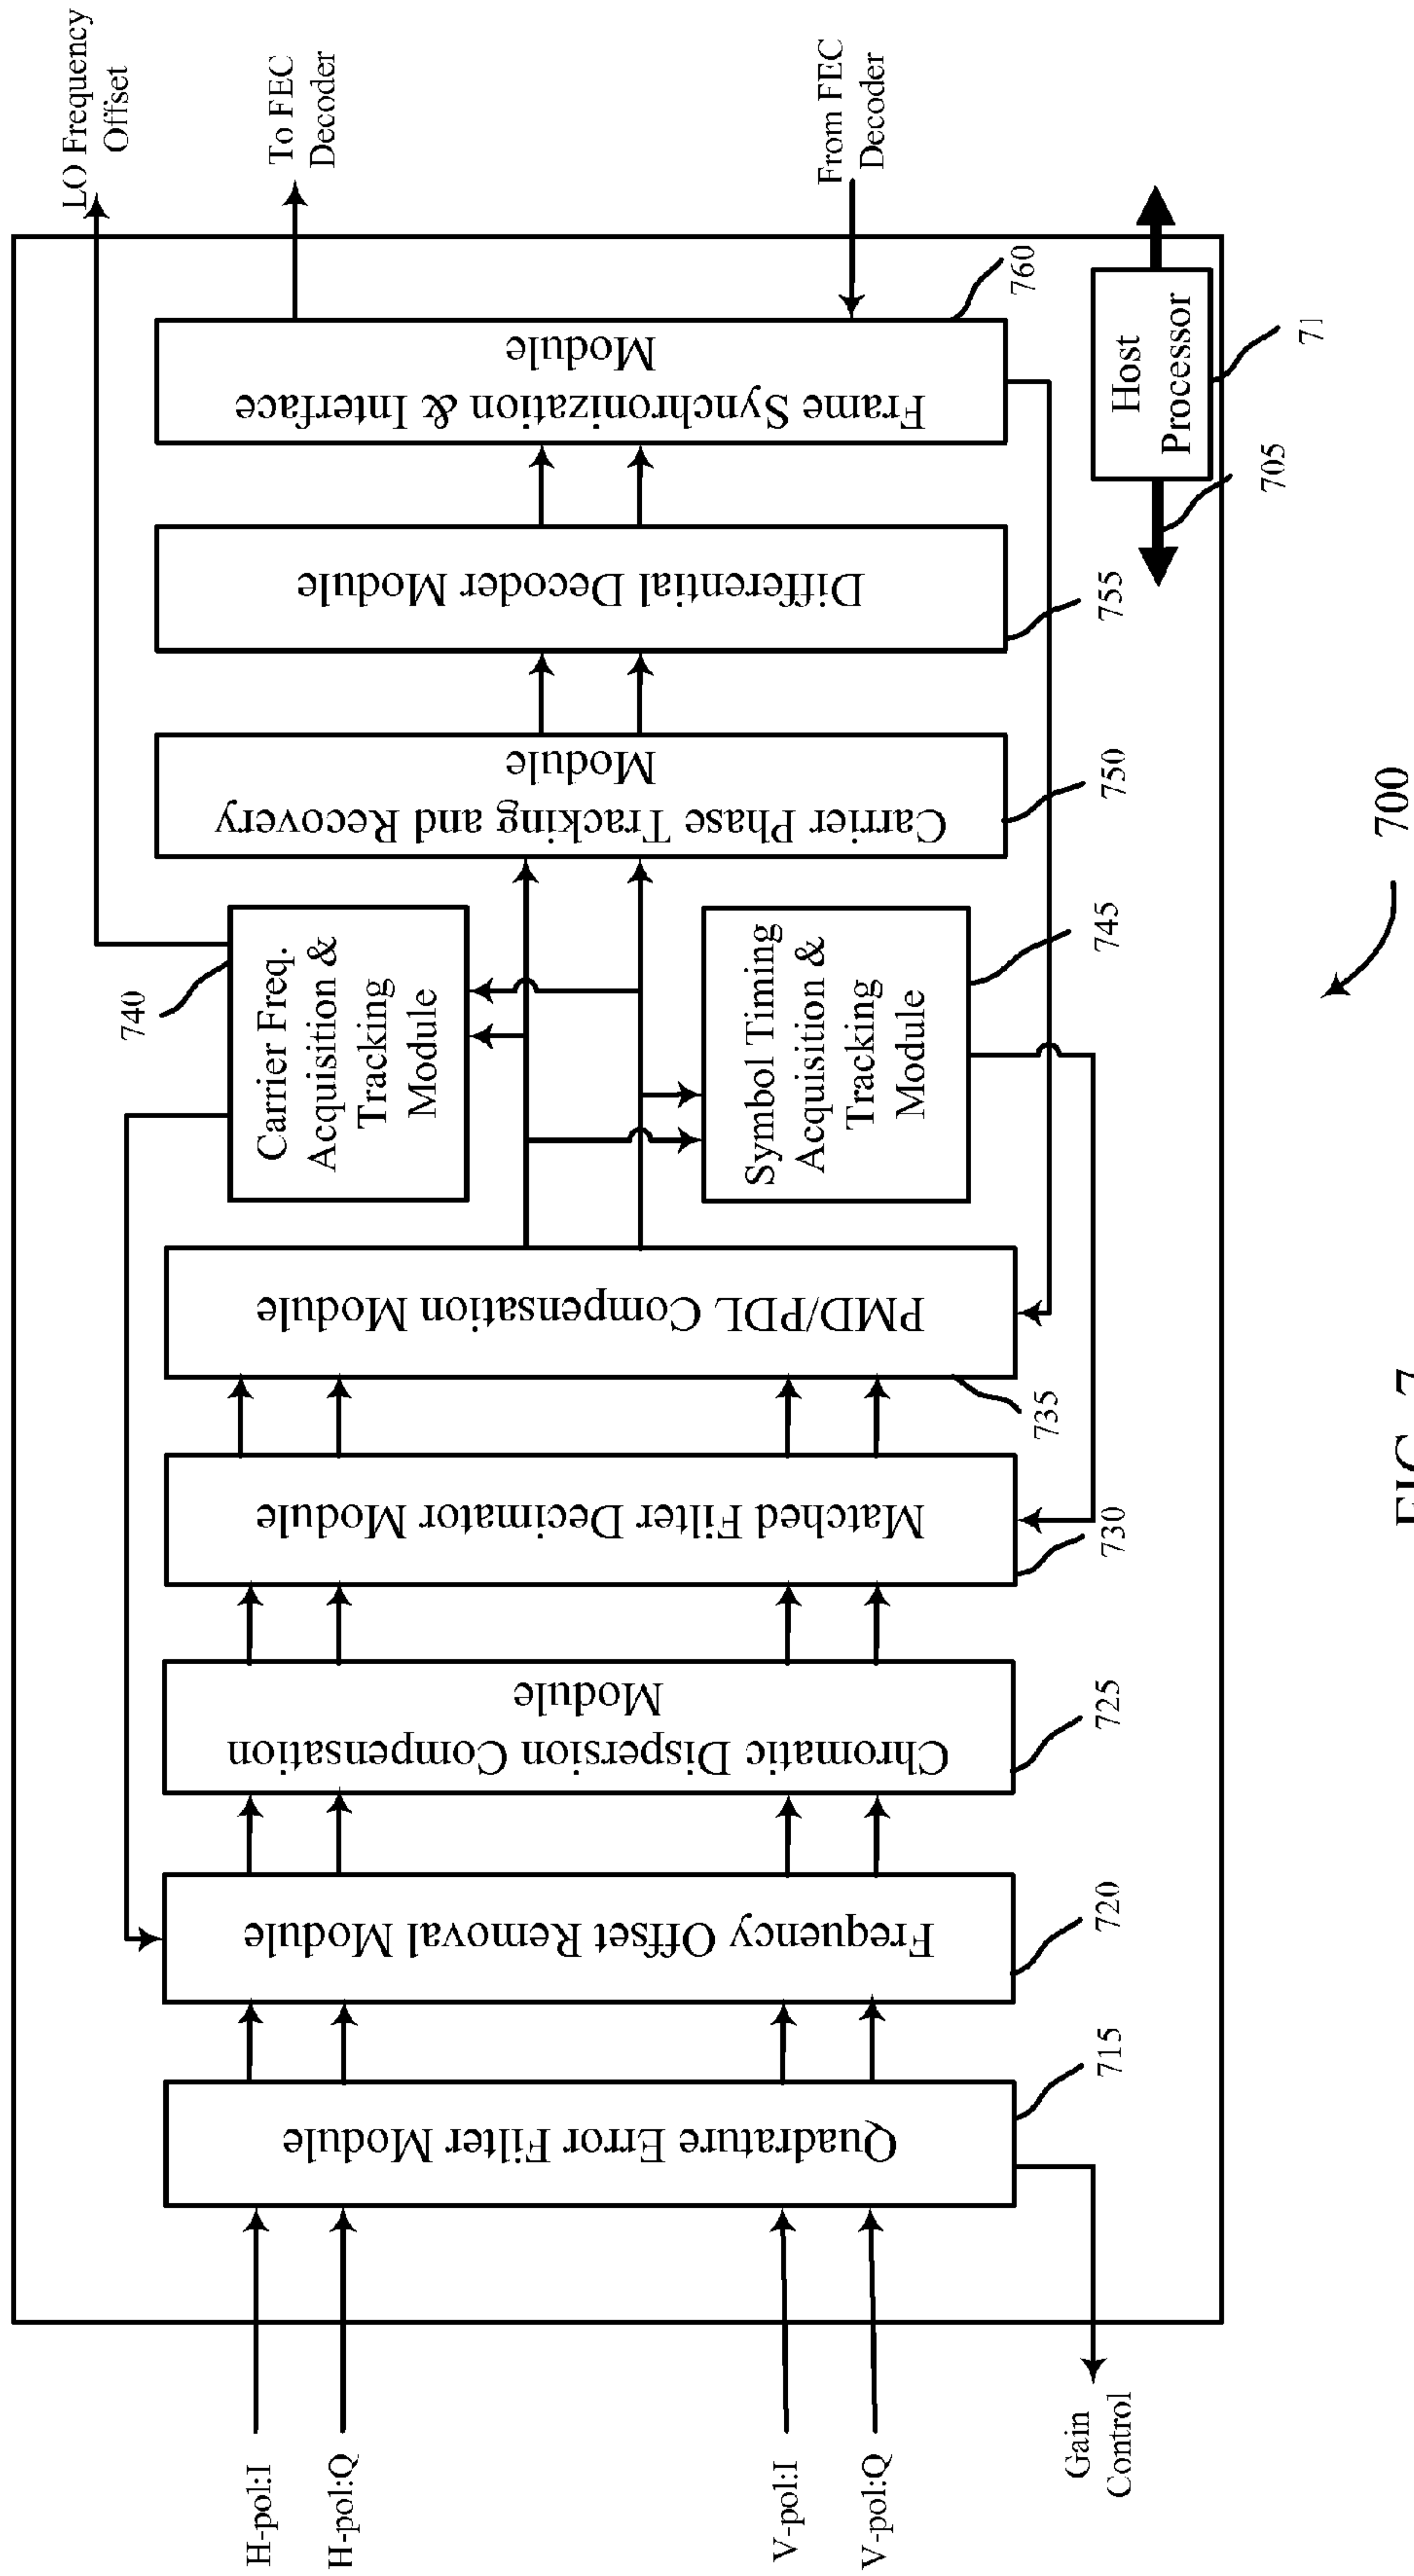 LO Frequency
Offset
To FEC
Decoder
From FEC
Decoder
H-pol:I
H-pol:Q
V-pol:I
V-pol:Q
Gain
Control
Quadrature Error Filter Module
715
Frequency Offset Removal Module
720
Chromatic Dispersion Compensation
Module
725
Matched Filter Decimator Module
730
PMD/PDL Compensation Module
735
740
Carrier Freq.
Acquisition &
Tracking
Module
Symbol Timing
Acquisition &
Tracking
Module
745
Carrier Phase Tracking and Recovery
Module
750
Differential Decoder Module
755
Frame Synchronization & Interface
Module
760
Host
Processor
705
71
700
FIG. 7